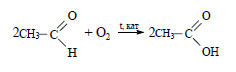 O O
2CH₃–C + O₂ t, кат 2CH₃–C
H OH